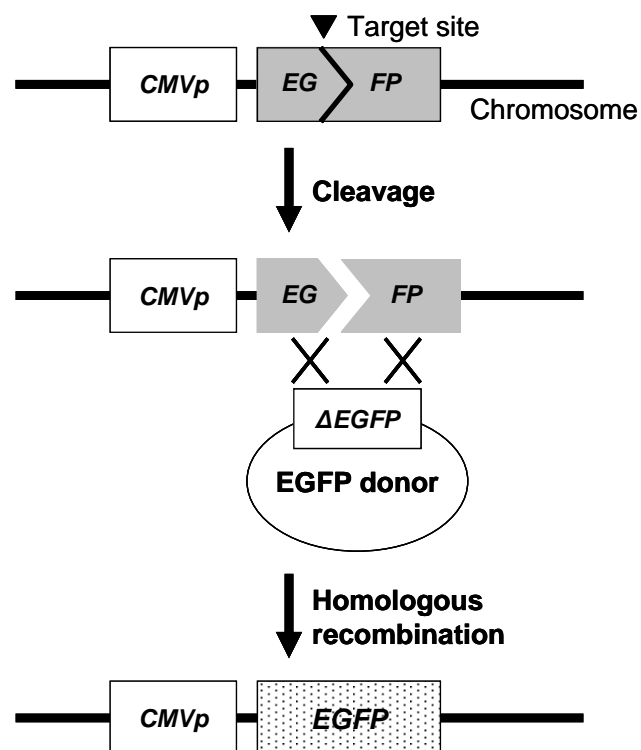 Target site
CMVp EG FP
Chromosome
Cleavage
CMVp EG FP
ΔEGFP
EGFP donor
Homologous
recombination
CMVp EGFP